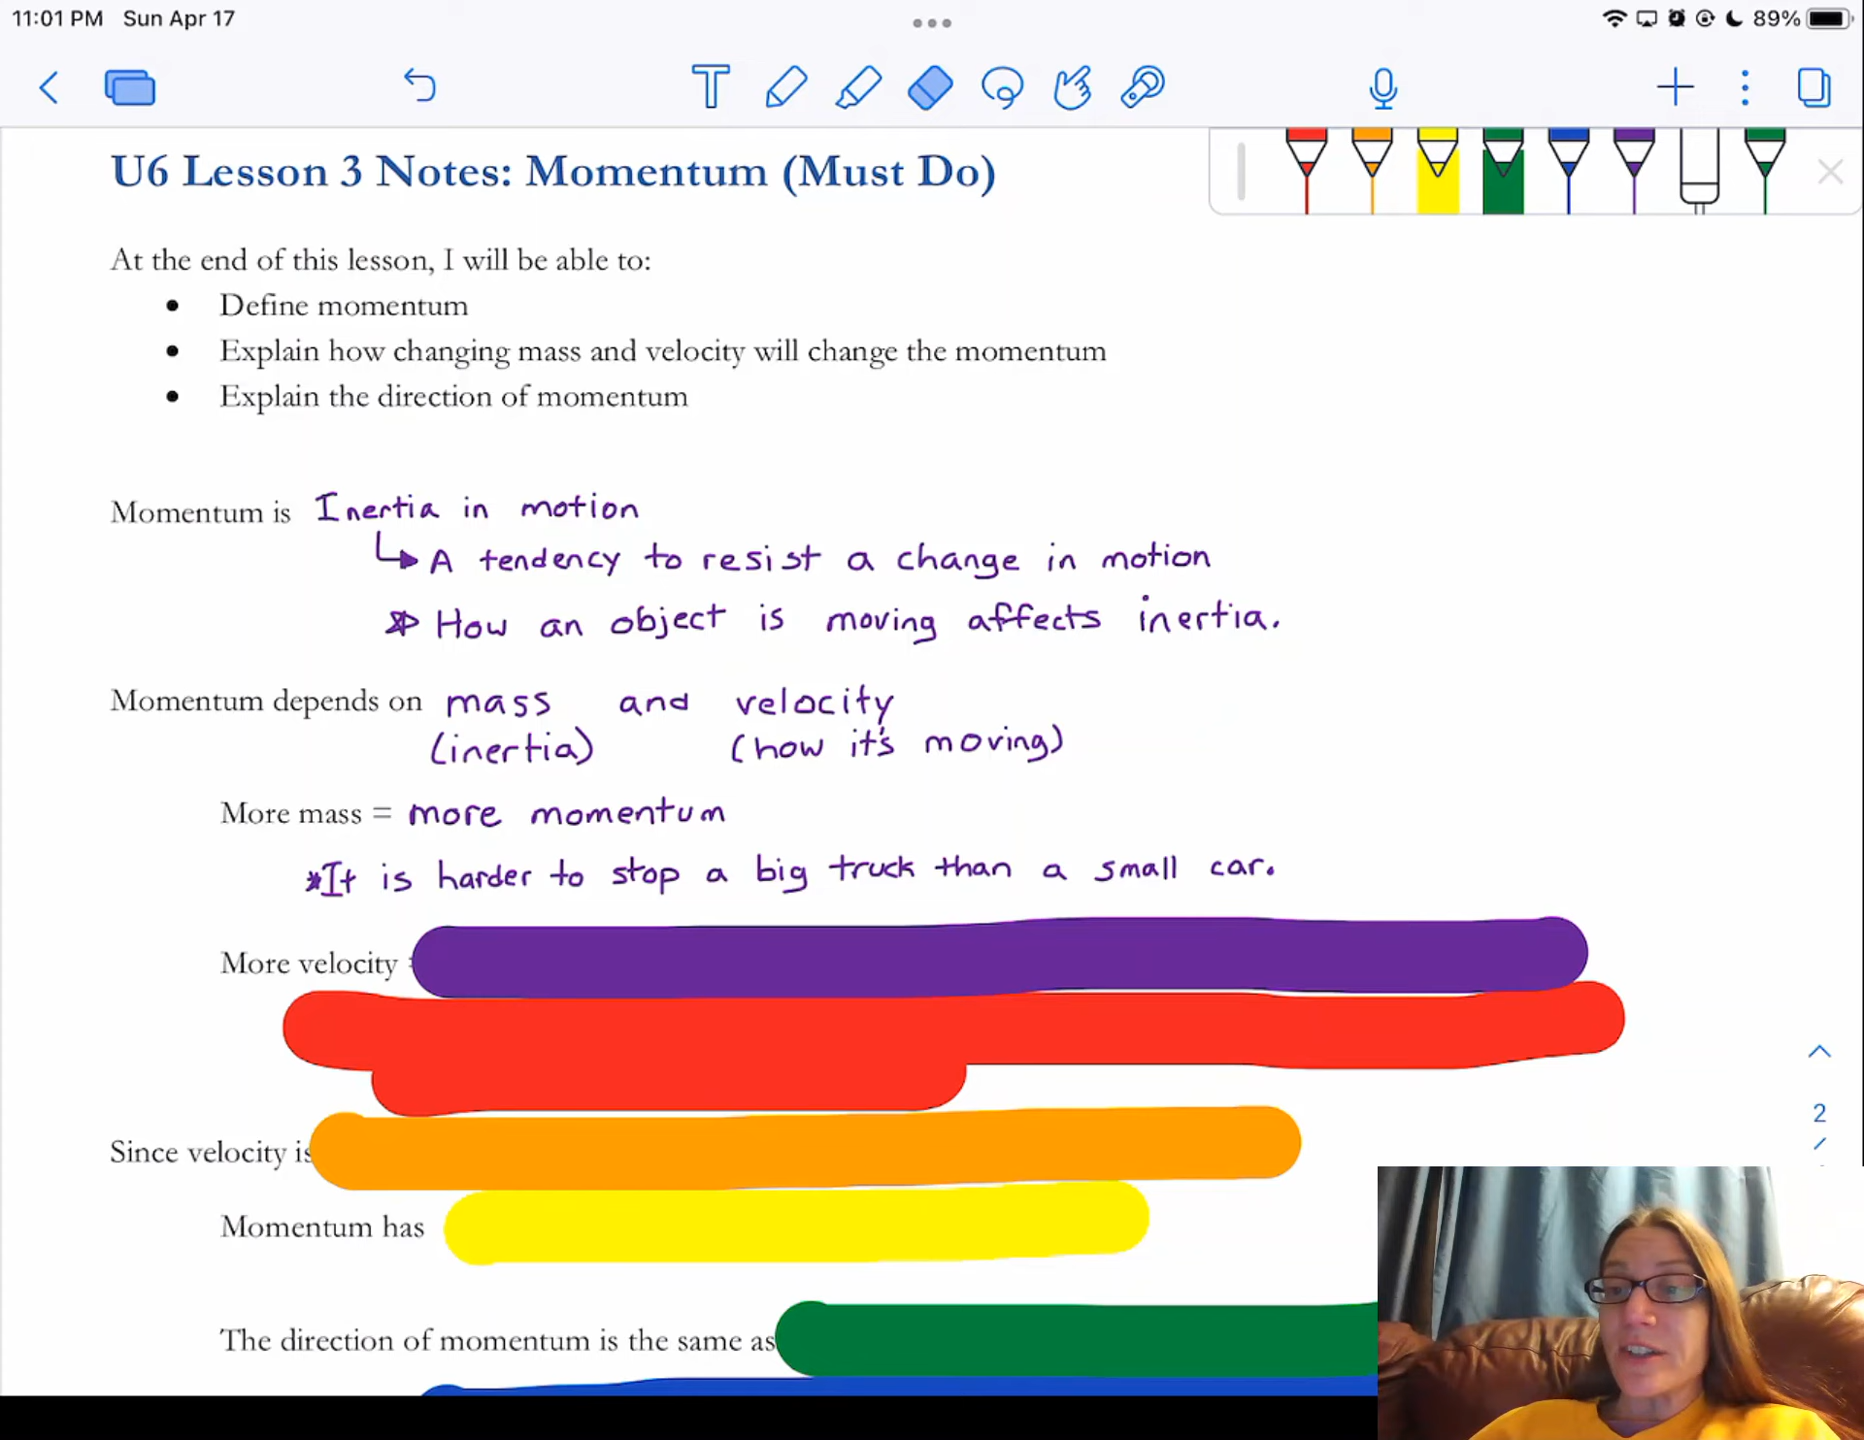 11:01 PM Sun Apr 17 89%
T
U6 Lesson 3 Notes: Momentum (Must Do)
At the end of this lesson, I will be able to:
• Define momentum
• Explain how changing mass and velocity will change the momentum
• Explain the direction of momentum
Momentum is Inertia in motion
A tendency to resist a change in motion
How an object is moving affects inertia.
Momentum depends on mass and velocity
(inertia) (how it's moving)
More mass = more momentum
*It is harder to stop a big truck than a small car.
More velocity
Since velocity is
Momentum has
The direction of momentum is the same as
2